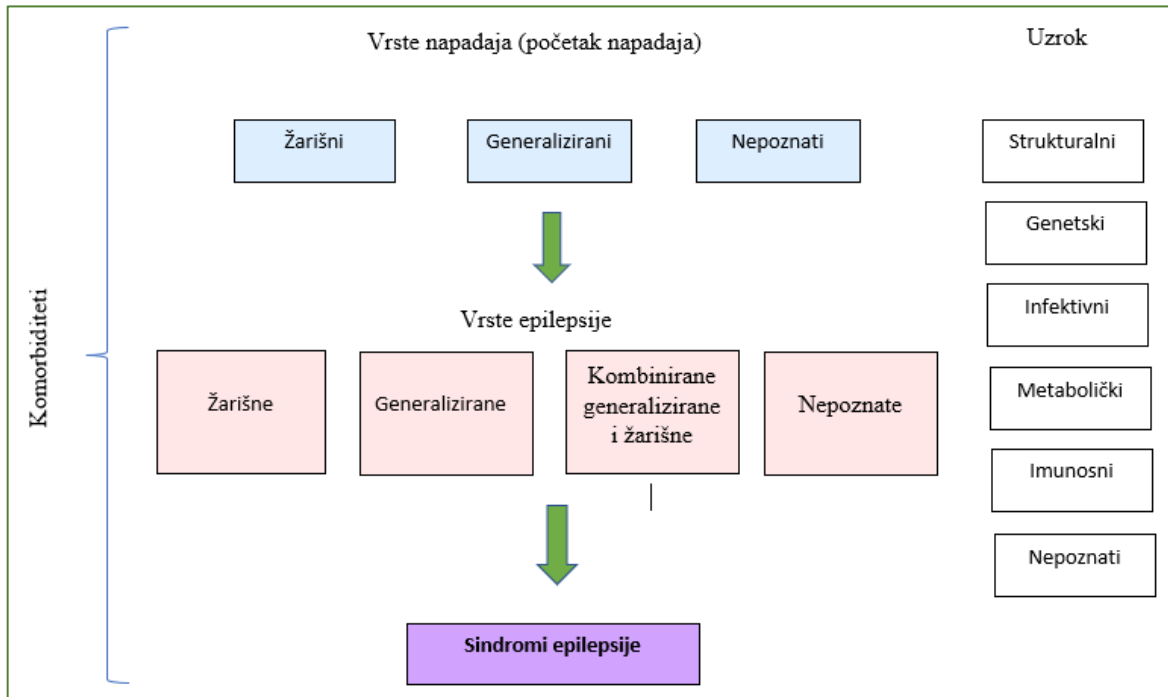 Komorbiditeti
Vrste napadaja (početak napadaja)
Žarišni
Generalizirani
Nepoznati
Vrste epilepsije
Žarišne
Generalizirane
Kombinirane
generalizirane
i žarišne
Nepoznate
Sindromi epilepsije
Uzrok
Strukturalni
Genetski
Infektivni
Metabolički
Imunosni
Nepoznati